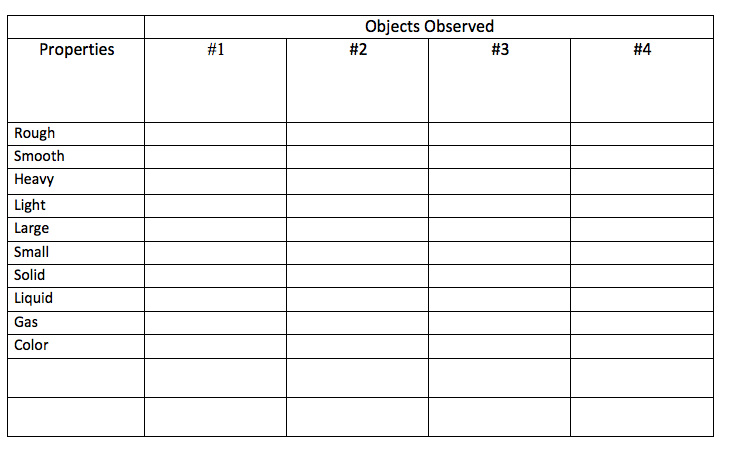 Objects Observed
Properties #1 #2 #3 #4
Rough
Smooth
Heavy
Light
Large
Small
Solid
Liquid
Gas
Color